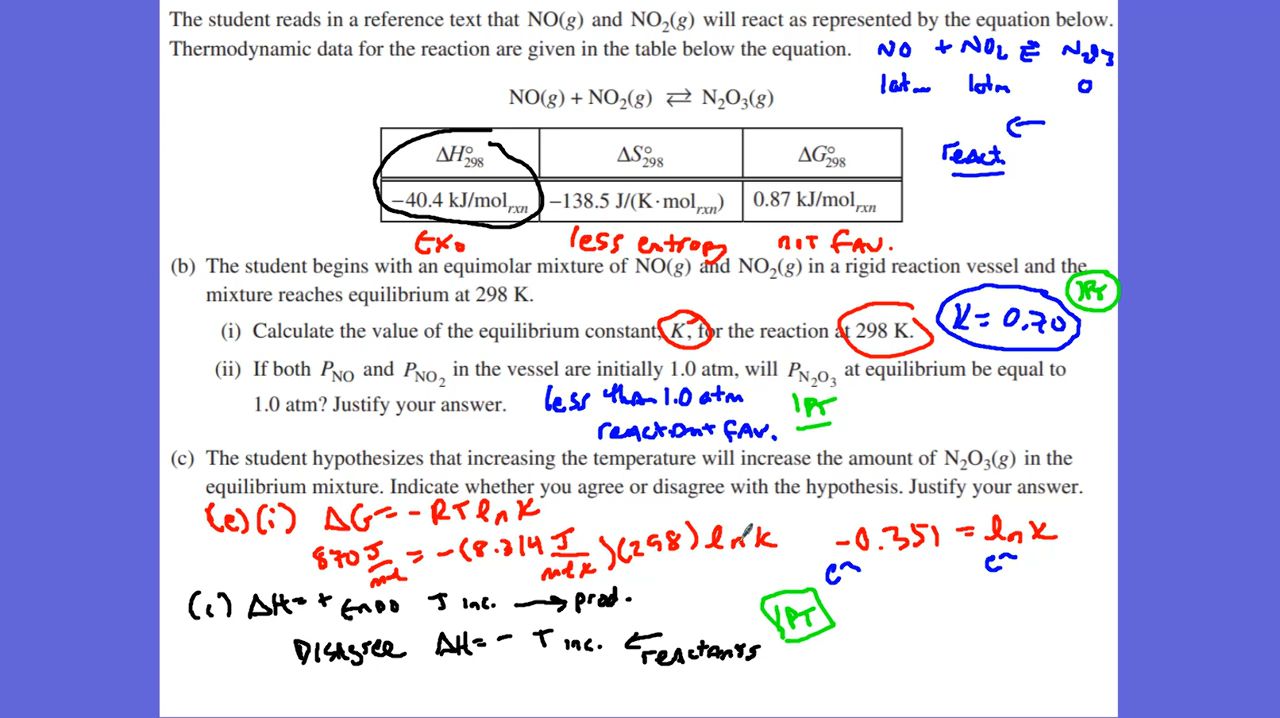 The student reads in a reference text that NO(g) and NO₂(g) will react as represented by the equation below.
Thermodynamic data for the reaction are given in the table below the equation.
NO + NO₂ ⇄ N₂O₃
1atm 1atm 0
NO(g) + NO₂(g) ⇄ N₂O₃(g)
←
react
ΔH°₂₉₈ ΔS°₂₉₈ ΔG°₂₉₈
−40.4 kJ/mol_rxn −138.5 J/(K·mol_rxn) 0.87 kJ/mol_rxn
Exo less entropy not fav.
(b) The student begins with an equimolar mixture of NO(g) and NO₂(g) in a rigid reaction vessel and the
mixture reaches equilibrium at 298 K.
1PT
(i) Calculate the value of the equilibrium constant, K, for the reaction at 298 K.
K = 0.70
(ii) If both P_NO and P_NO₂ in the vessel are initially 1.0 atm, will P_N₂O₃ at equilibrium be equal to
1.0 atm? Justify your answer.
less than 1.0 atm 1PT
reactant fav.
(c) The student hypothesizes that increasing the temperature will increase the amount of N₂O₃(g) in the
equilibrium mixture. Indicate whether you agree or disagree with the hypothesis. Justify your answer.
(e)(i) ΔG = -RT ln K
870 J/mol = -(8.314 J/mol K)(298) ln K -0.351 = ln K
e^ e^
(c) ΔH = + Endo T inc. → prod. 1PT
Disagree ΔH = - T inc. ← reactants